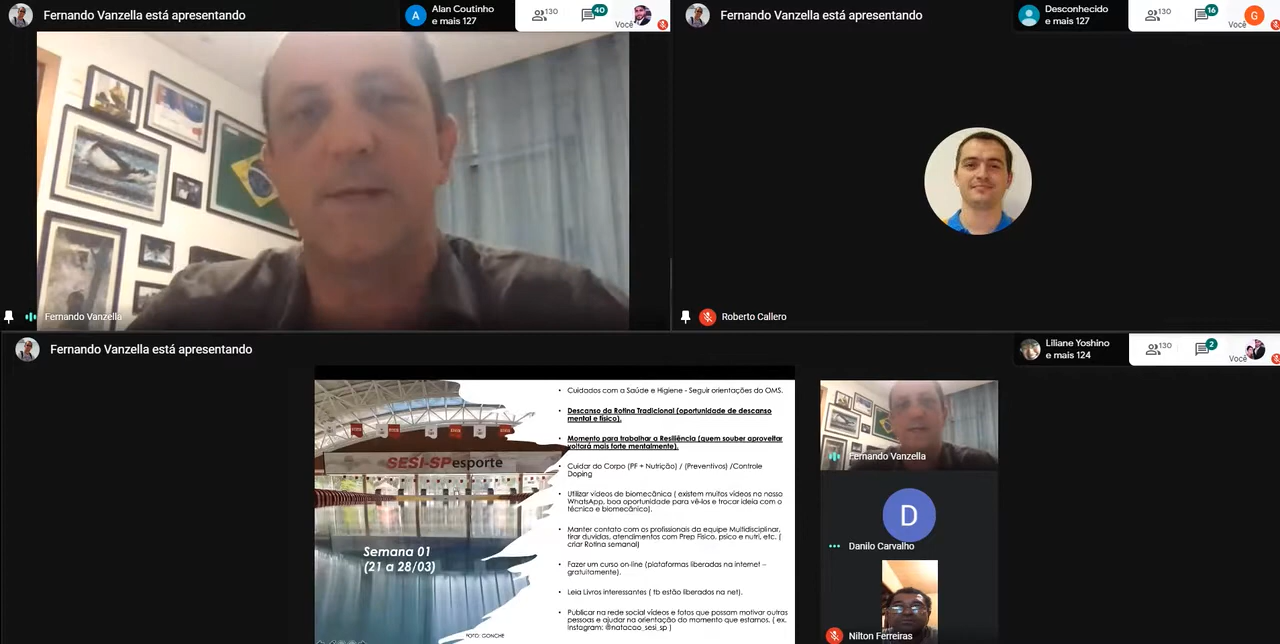 Fernando Vanzella está apresentando
A
Alan Coutinho
e mais 127
130
40
Você
Fernando Vanzella
Fernando Vanzella está apresentando
Desconhecido
e mais 127
130
16
Você
G
Roberto Callero
Fernando Vanzella está apresentando
Liliane Yoshino
e mais 124
130
2
Você
SESI-SP esporte
Semana 01
(21 a 28/03)
FOTO: GONCHE
• Cuidados com a Saúde e Higiene - Seguir orientações do OMS.
• Descanso da Rotina Tradicional (oportunidade de descanso
mental e físico).
• Momento para trabalhar a Resiliência (quem souber aproveitar
voltará mais forte mentalmente).
• Cuidar do Corpo (PF + Nutrição) / (Preventivos) /Controle
Doping
• Utilizar vídeos de biomecânica ( existem muitos vídeos no nosso
WhatsApp, boa oportunidade para vê-los e trocar ideia com o
técnico e biomecânico).
• Manter contato com os profissionais da equipe Multidisciplinar,
tirar duvidas, atendimentos com Prep Físico, psico e nutri, etc. (
criar Rotina semanal)
• Fazer um curso on-line (plataformas liberadas na internet –
gratuitamente).
• Leia Livros interessantes ( tb estão liberados na net).
• Publicar na rede social vídeos e fotos que possam motivar outras
pessoas e ajudar na orientação do momento que estamos. ( ex.
Instagram: @natacao_sesi_sp )
Fernando Vanzella
D
Danilo Carvalho
Nilton Ferreiras